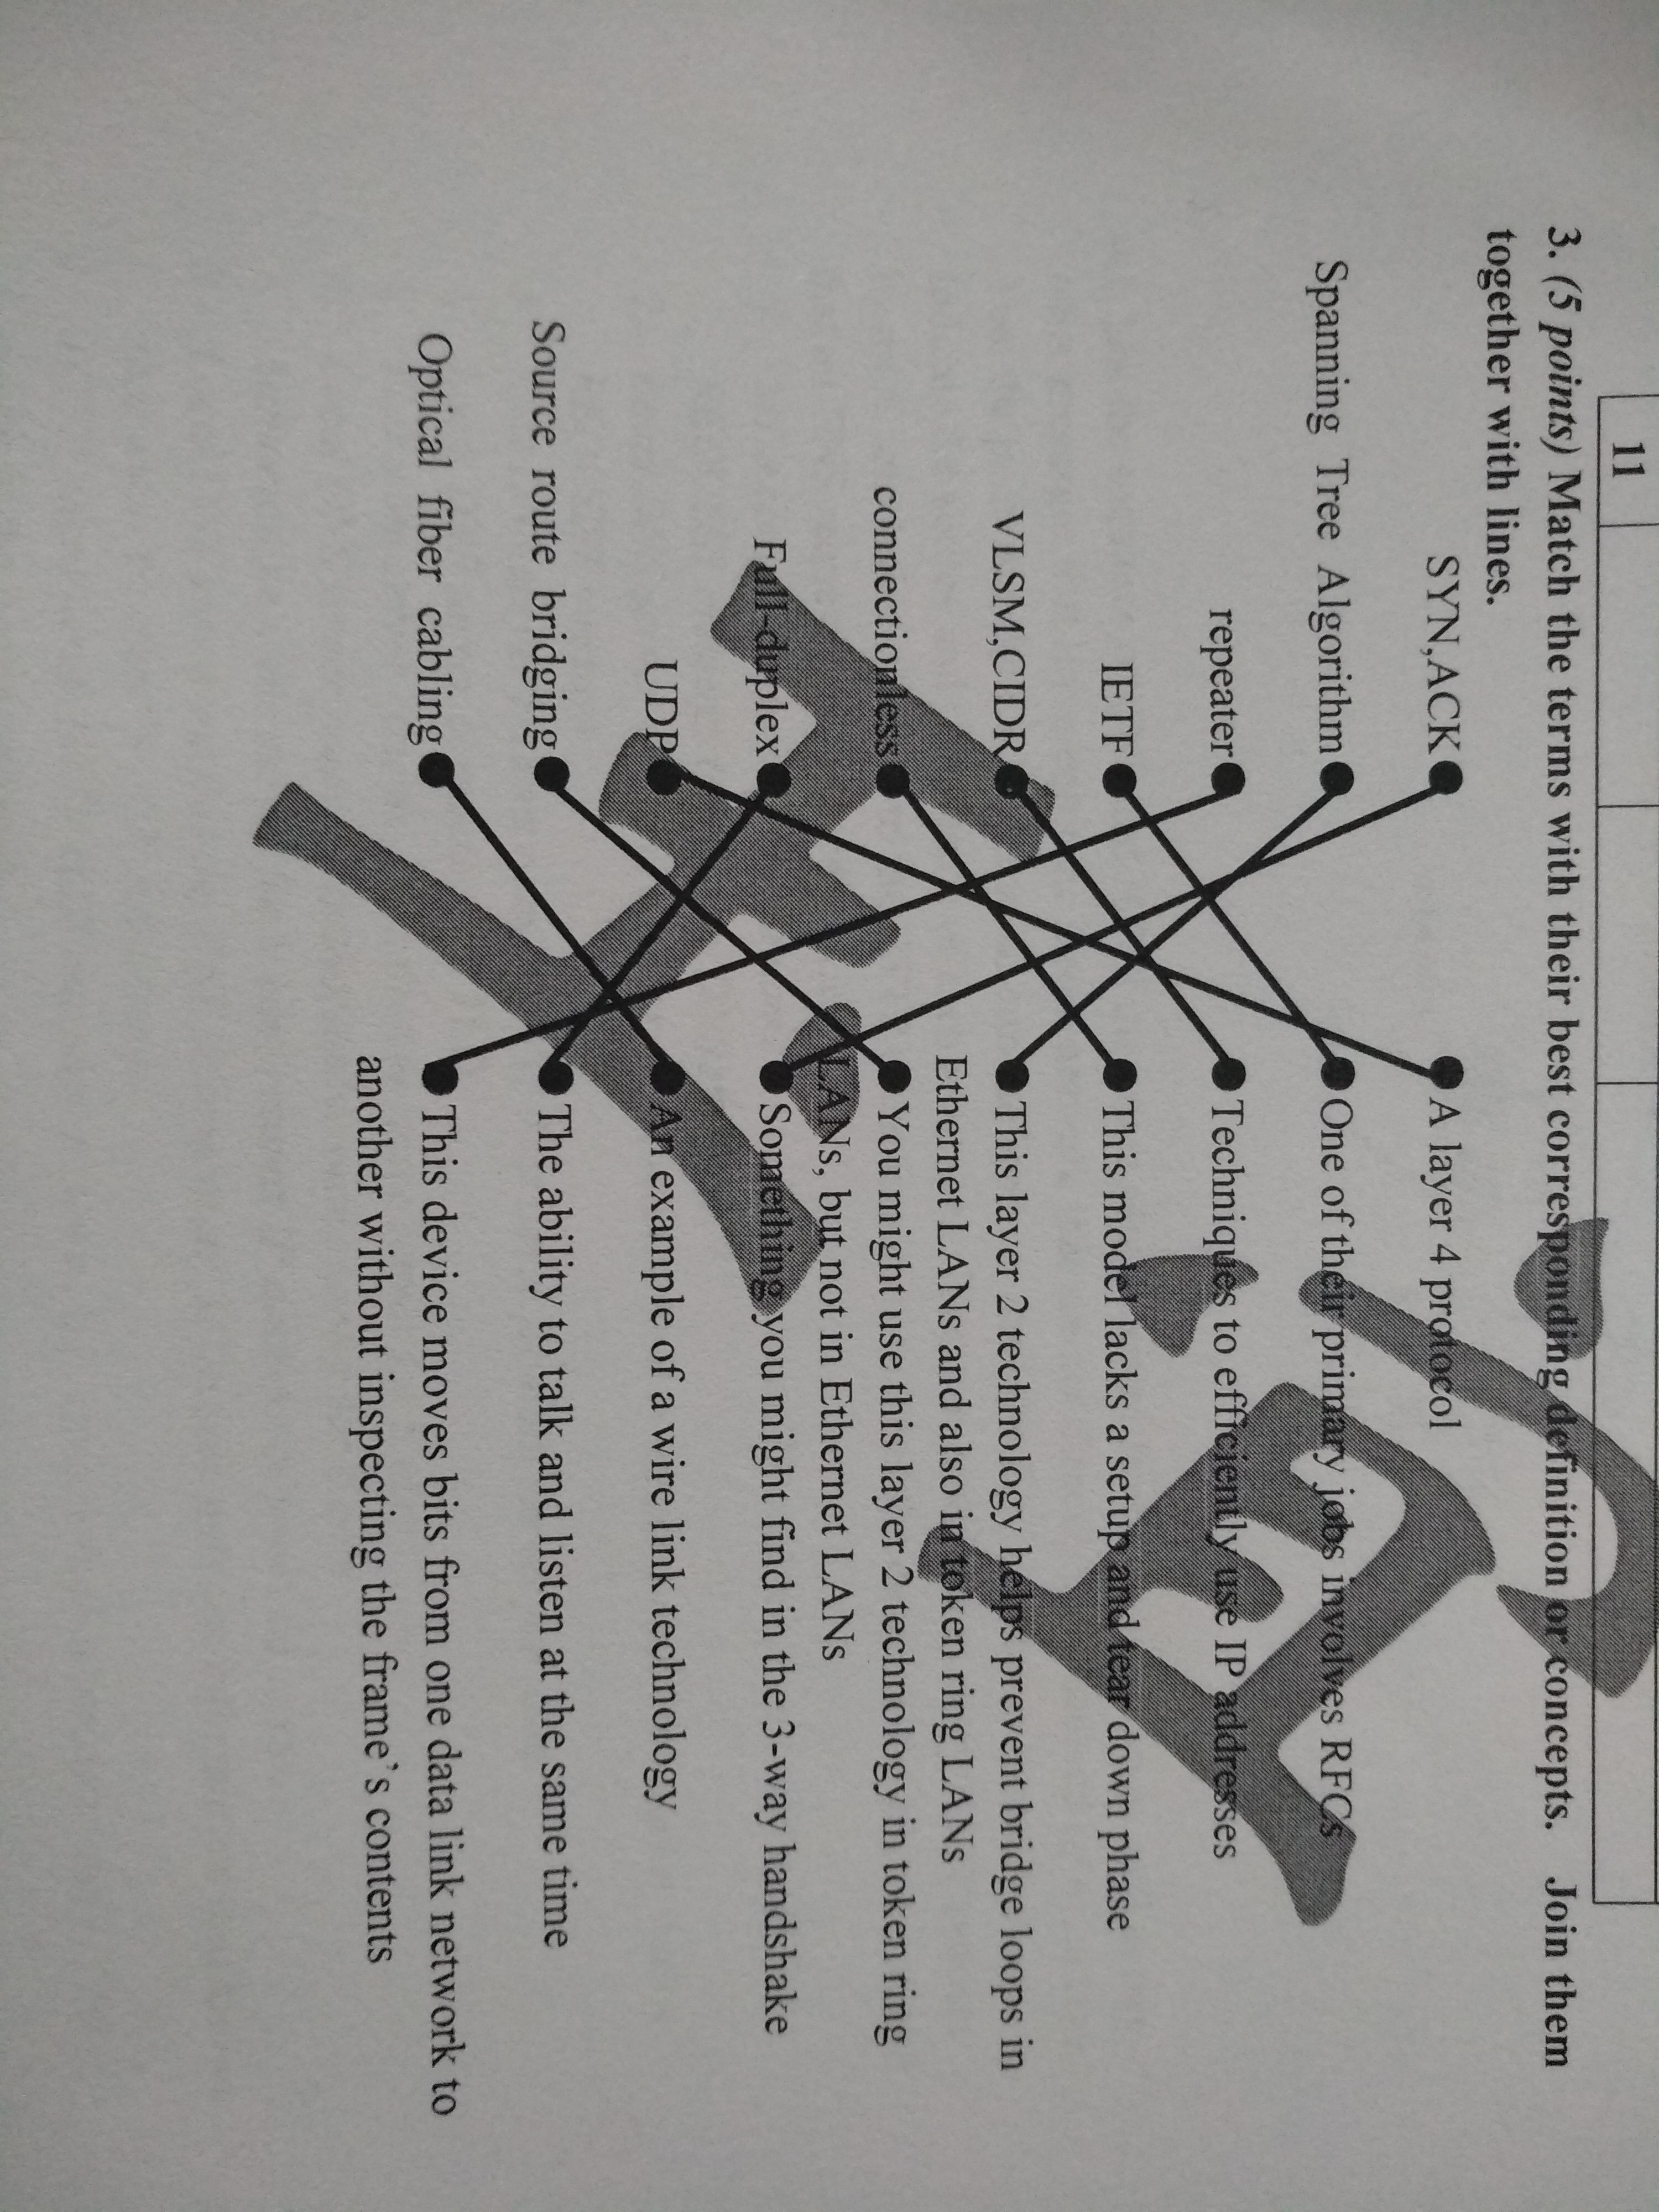 11
3. (5 points) Match the terms with their best corresponding definition or concepts. Join them
together with lines.
SYN,ACK
A layer 4 protocol
Spanning Tree Algorithm
One of their primary jobs involves RFCs
repeater
Techniques to efficiently use IP addresses
IETF
This model lacks a setup and tear down phase
VLSM,CIDR
This layer 2 technology helps prevent bridge loops in
Ethernet LANs and also in token ring LANs
connectionless
You might use this layer 2 technology in token ring
LANs, but not in Ethernet LANs
Full-duplex
Something you might find in the 3-way handshake
UDP
An example of a wire link technology
Source route bridging
The ability to talk and listen at the same time
Optical fiber cabling
This device moves bits from one data link network to
another without inspecting the frame's contents